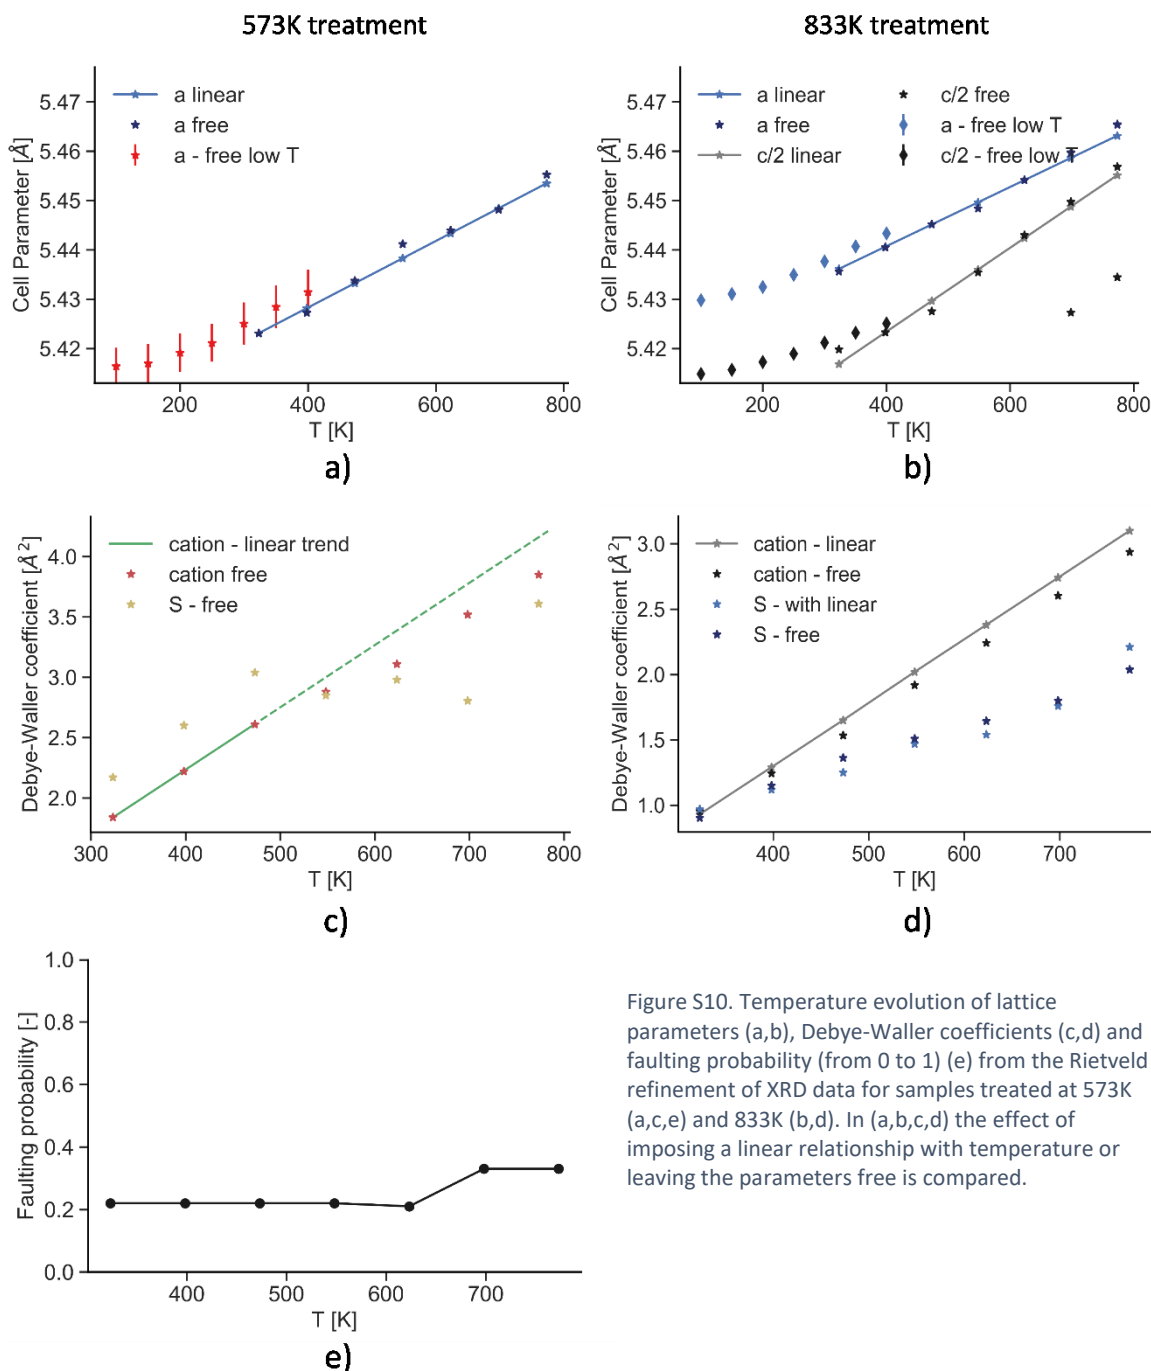 573K treatment
833K treatment
Cell Parameter [Å]
5.47
5.46
5.45
5.44
5.43
5.42
a linear
a free
a - free low T
200 400 600 800
T [K]
a)
Cell Parameter [Å]
5.47
5.46
5.45
5.44
5.43
5.42
a linear
a free
c/2 linear
c/2 free
a - free low T
c/2 - free low T
200 400 600 800
T [K]
b)
Debye-Waller coefficient [Å²]
4.0
3.5
3.0
2.5
2.0
cation - linear trend
cation free
S - free
300 400 500 600 700 800
T [K]
c)
Debye-Waller coefficient [Å²]
3.0
2.5
2.0
1.5
1.0
cation - linear
cation - free
S - with linear
S - free
400 500 600 700
T [K]
d)
Faulting probability [-]
1.0
0.8
0.6
0.4
0.2
0.0
400 500 600 700
T [K]
e)
Figure S10. Temperature evolution of lattice
parameters (a,b), Debye-Waller coefficients (c,d) and
faulting probability (from 0 to 1) (e) from the Rietveld
refinement of XRD data for samples treated at 573K
(a,c,e) and 833K (b,d). In (a,b,c,d) the effect of
imposing a linear relationship with temperature or
leaving the parameters free is compared.